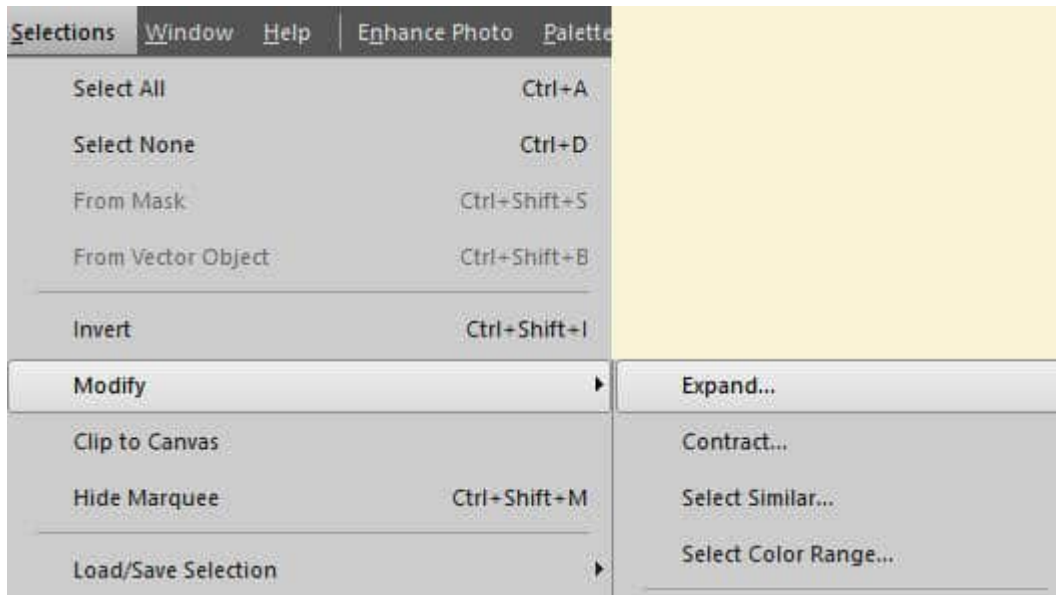 Selections Window Help Enhance Photo Palette
Select All Ctrl+A
Select None Ctrl+D
From Mask Ctrl+Shift+S
From Vector Object Ctrl+Shift+B
Invert Ctrl+Shift+I
Modify Expand...
Clip to Canvas Contract...
Hide Marquee Ctrl+Shift+M Select Similar...
Load/Save Selection Select Color Range...